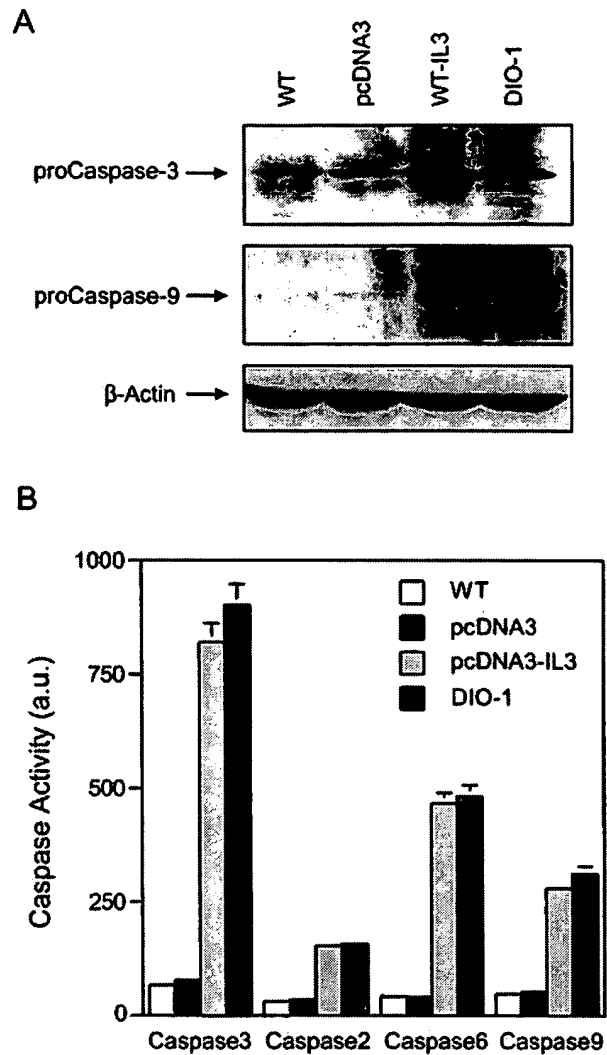 A
WT
pcDNA3
WT-IL3
DIO-1
proCaspase-3
proCaspase-9
β-Actin
B
1000
750
500
250
0
Caspase Activity (a.u.)
WT
pcDNA3
pcDNA3-IL3
DIO-1
Caspase3 Caspase2 Caspase6 Caspase9